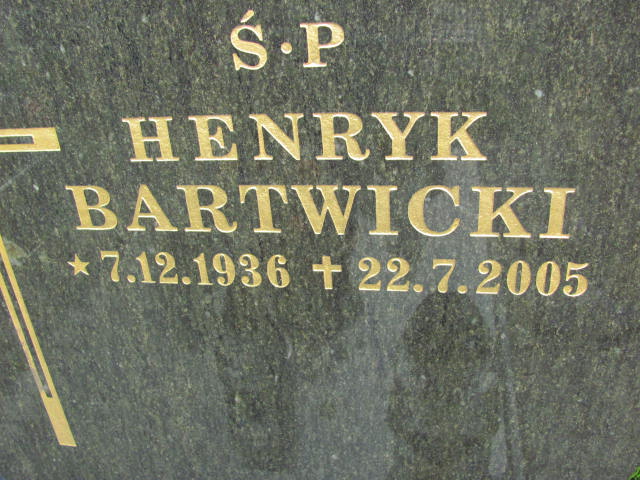 Ś·P
HENRYK
BARTWICKI
★7.12.1936 ✝22.7.2005